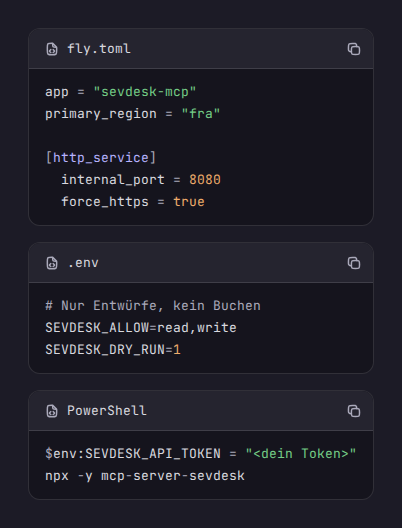 fly.toml
app = "sevdesk-mcp"
primary_region = "fra"

[http_service]
  internal_port = 8080
  force_https = true
.env
# Nur Entwürfe, kein Buchen
SEVDESK_ALLOW=read,write
SEVDESK_DRY_RUN=1
PowerShell
$env:SEVDESK_API_TOKEN = "<dein Token>"
npx -y mcp-server-sevdesk